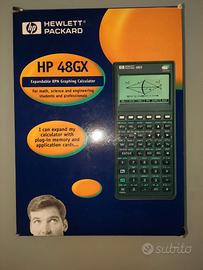 hp HEWLETT
PACKARD
HP 48GX
Expandable RPN Graphing Calculator
For math, science and engineering
students and professionals
I can expand my
calculator with
plug-in memory and
application cards...
subito